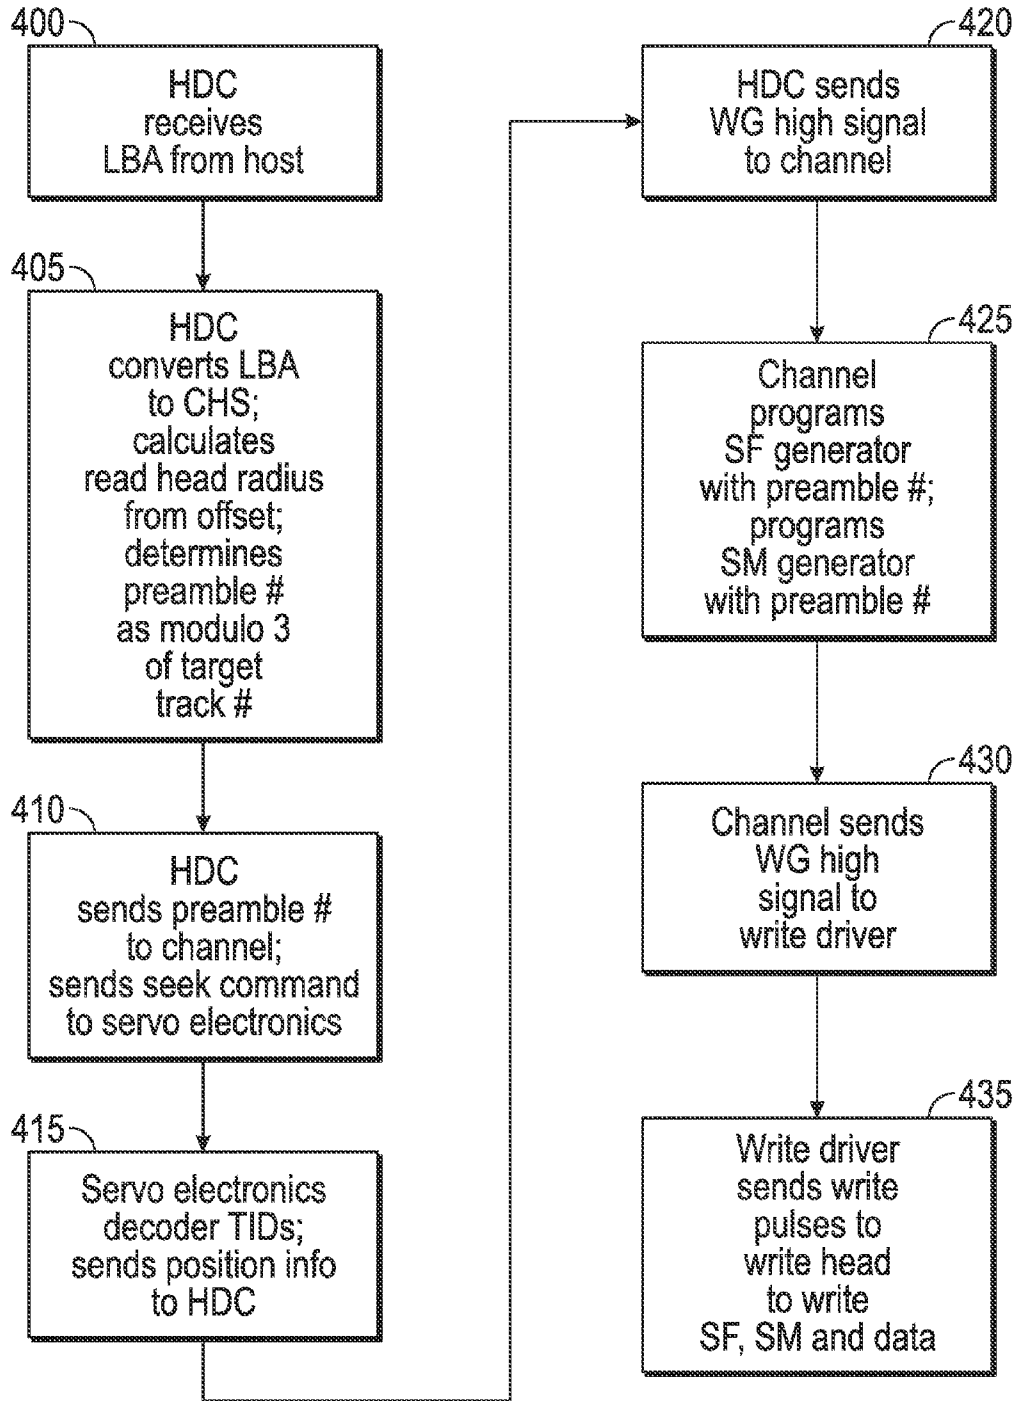 400
HDC
receives
LBA from host
405
HDC
converts LBA
to CHS;
calculates
read head radius
from offset;
determines
preamble #
as modulo 3
of target
track #
410
HDC
sends preamble #
to channel;
sends seek command
to servo electronics
415
Servo electronics
decoder TIDs;
sends position info
to HDC
420
HDC sends
WG high signal
to channel
425
Channel
programs
SF generator
with preamble #;
programs
SM generator
with preamble #
430
Channel sends
WG high
signal to
write driver
435
Write driver
sends write
pulses to
write head
to write
SF, SM and data